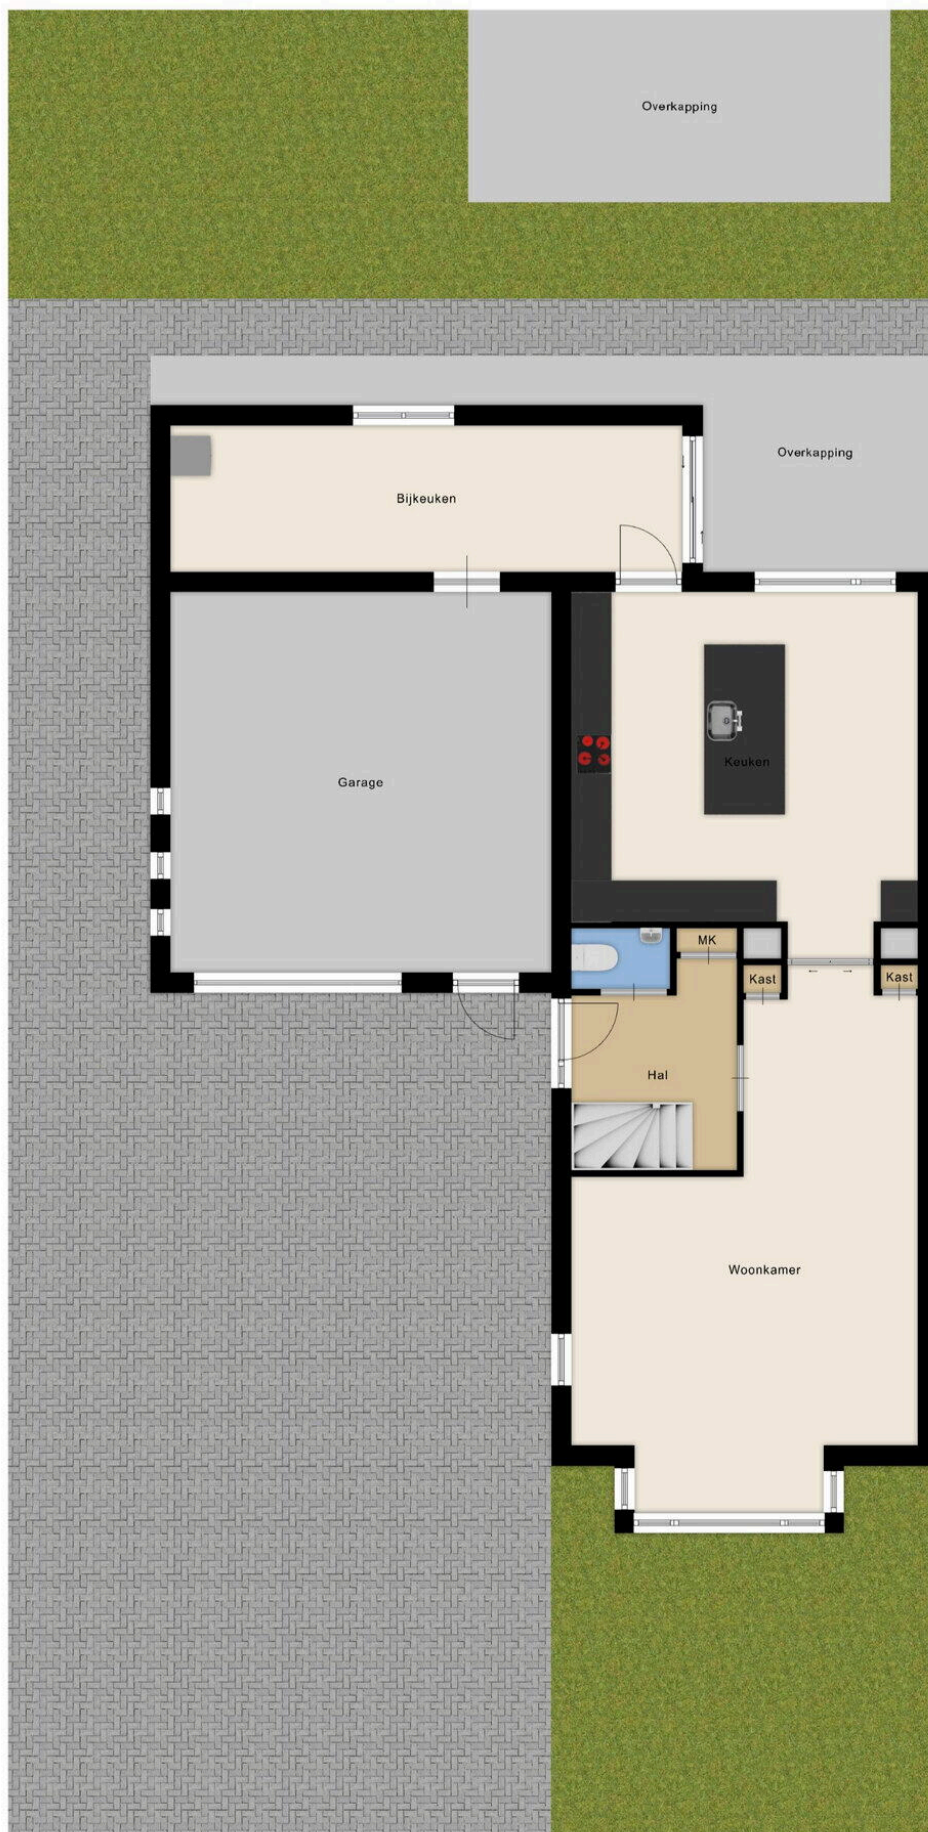 Overkapping
Overkapping
Bijkeuken
Keuken
Garage
MK
Kast
Kast
Hal
Woonkamer